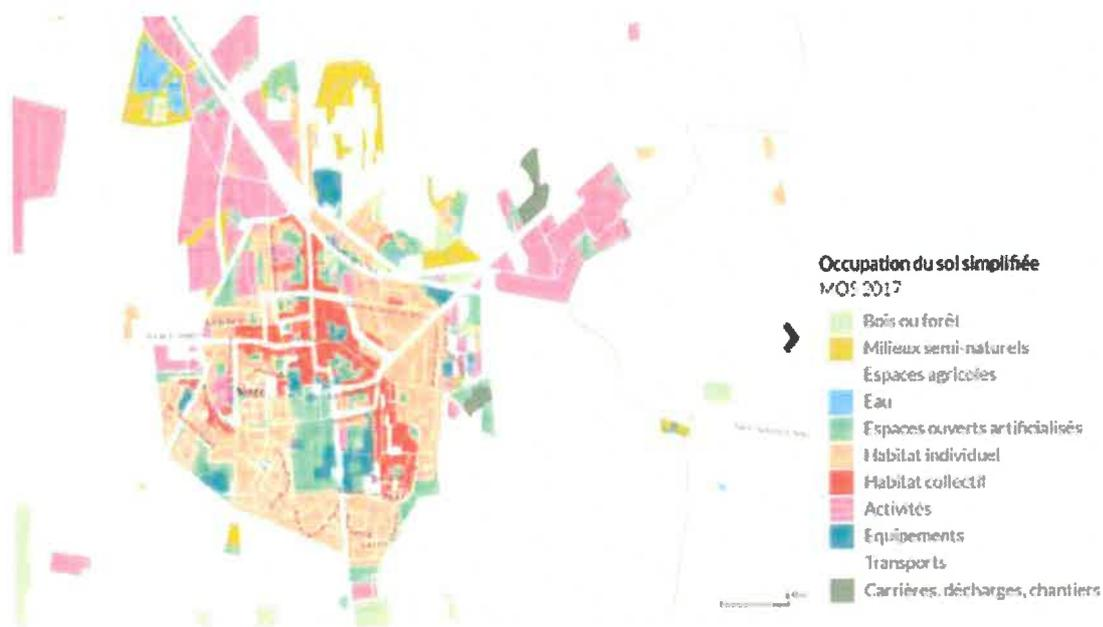 Occupation du sol simplifiée
MOS 2017
Bois ou forêt
Milieux semi-naturels
Espaces agricoles
Eau
Espaces ouverts artificialisés
Habitat individuel
Habitat collectif
Activités
Equipements
Transports
Carrières, décharges, chantiers